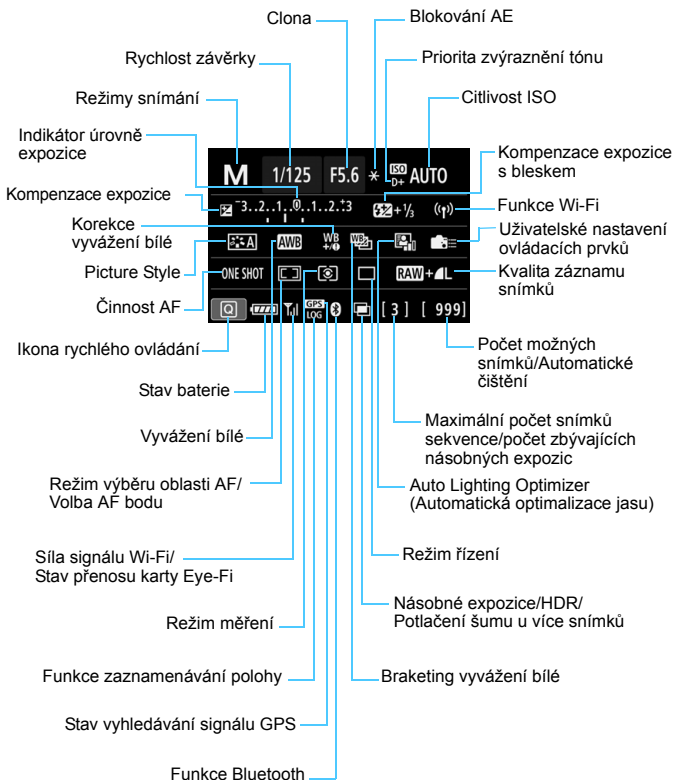 Clona
Blokování AE
Rychlost závěrky
Priorita zvýraznění tónu
Režimy snímání
Citlivost ISO
Indikátor úrovně
expozice
Kompenzace expozice
s bleskem
M 1/125 F5.6 * ISO D+ AUTO
Kompenzace expozice
-3..2..1..0..1..2..+3
+1/3
Funkce Wi-Fi
Korekce
vyvážení bílé
A AWB WB +/- WB
Uživatelské nastavení
ovládacích prvků
Picture Style
ONE SHOT
RAW+L
Kvalita záznamu
snímků
Činnost AF
Q GPS LOG [ 3 ] [ 999]
Ikona rychlého ovládání
Počet možných
snímků/Automatické
čištění
Stav baterie
Maximální počet snímků
sekvence/počet zbývajících
násobných expozic
Vyvážení bílé
Režim výběru oblasti AF/
Volba AF bodu
Auto Lighting Optimizer
(Automatická optimalizace jasu)
Síla signálu Wi-Fi/
Stav přenosu karty Eye-Fi
Režim řízení
Režim měření
Násobné expozice/HDR/
Potlačení šumu u více snímků
Funkce zaznamenávání polohy
Braketing vyvážení bílé
Stav vyhledávání signálu GPS
Funkce Bluetooth